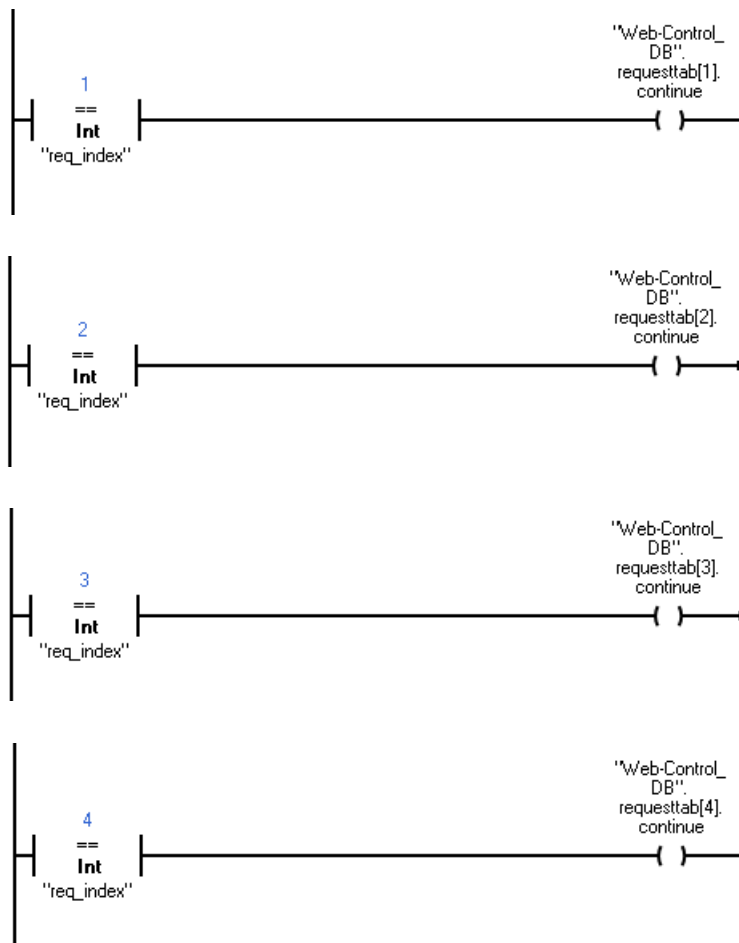 "Web-Control_
DB".
requesttab[1].
continue
1
==
Int
"req_index"
"Web-Control_
DB".
requesttab[2].
continue
2
==
Int
"req_index"
"Web-Control_
DB".
requesttab[3].
continue
3
==
Int
"req_index"
"Web-Control_
DB".
requesttab[4].
continue
4
==
Int
"req_index"